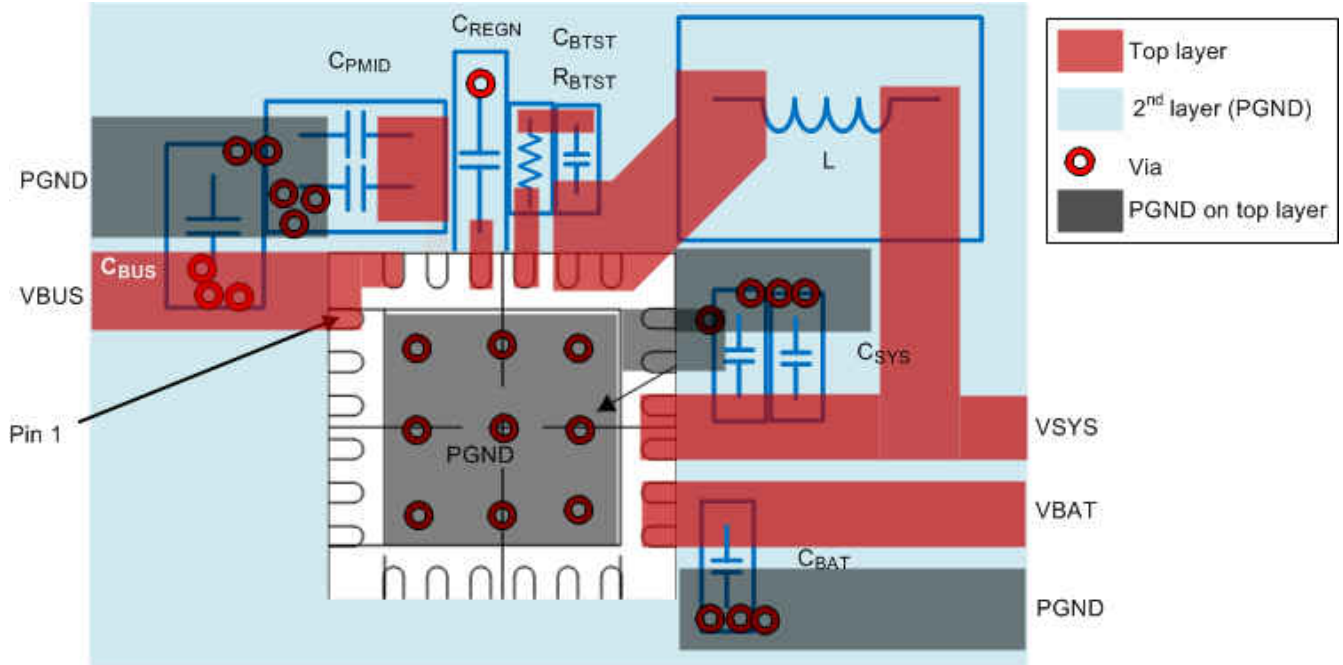 C_REGN
C_BTST
R_BTST
C_PMID
L
PGND
C_BUS
VBUS
Pin 1
PGND
C_SYS
VSYS
VBAT
C_BAT
PGND
Top layer
2nd layer (PGND)
Via
PGND on top layer